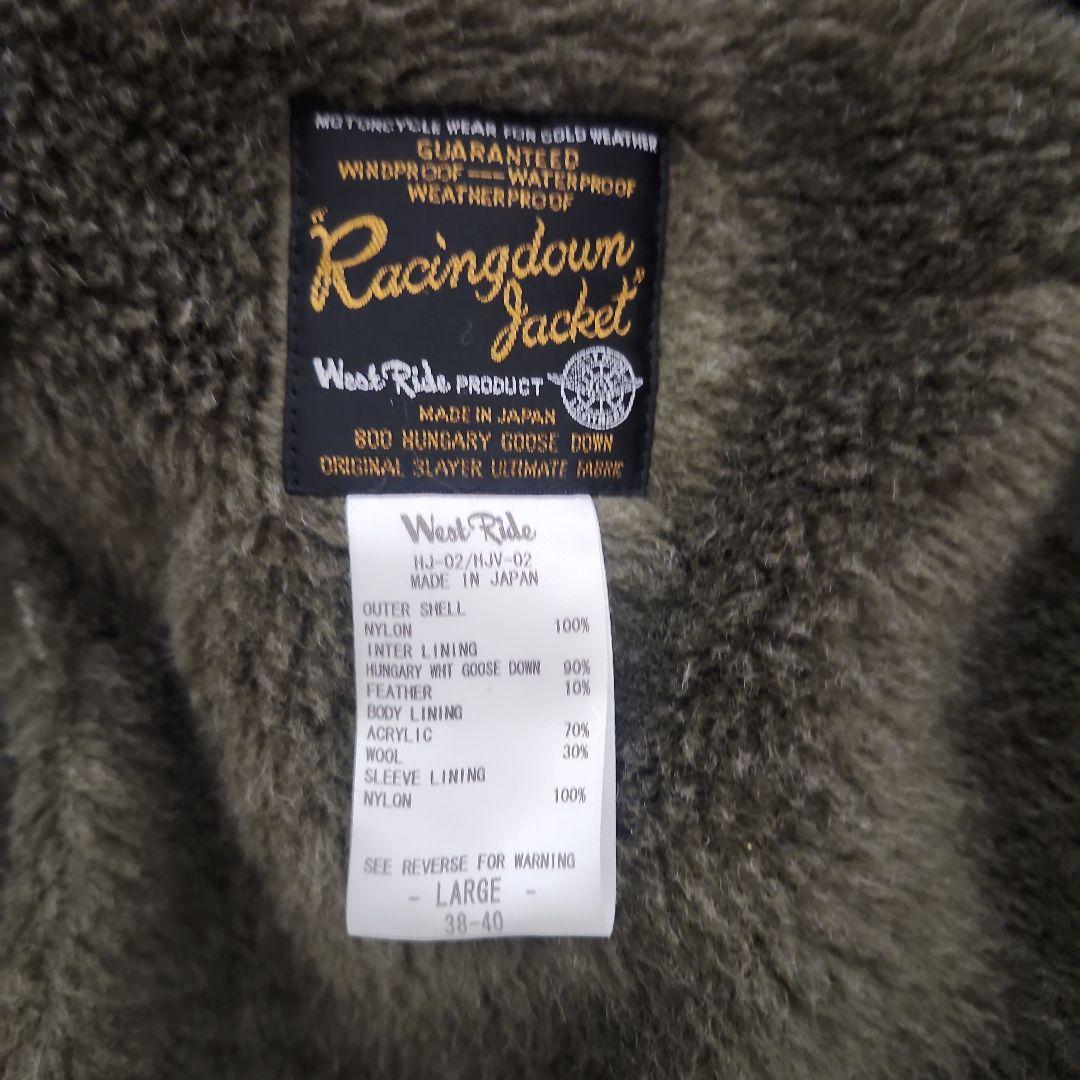 MOTORCYCLE WEAR FOR COLD WEATHER
GUARANTEED
WINDPROOF — WATERPROOF
WEATHERPROOF
"Racingdown
Jacket"
West Ride PRODUCT
MADE IN JAPAN
800 HUNGARY GOOSE DOWN
ORIGINAL 3LAYER ULTIMATE FABRIC
West Ride
HJ-02/HJV-02
MADE IN JAPAN
OUTER SHELL
NYLON 100%
INTER LINING
HUNGARY WHT GOOSE DOWN 90%
FEATHER 10%
BODY LINING
ACRYLIC 70%
WOOL 30%
SLEEVE LINING
NYLON 100%
SEE REVERSE FOR WARNING
- LARGE -
38-40